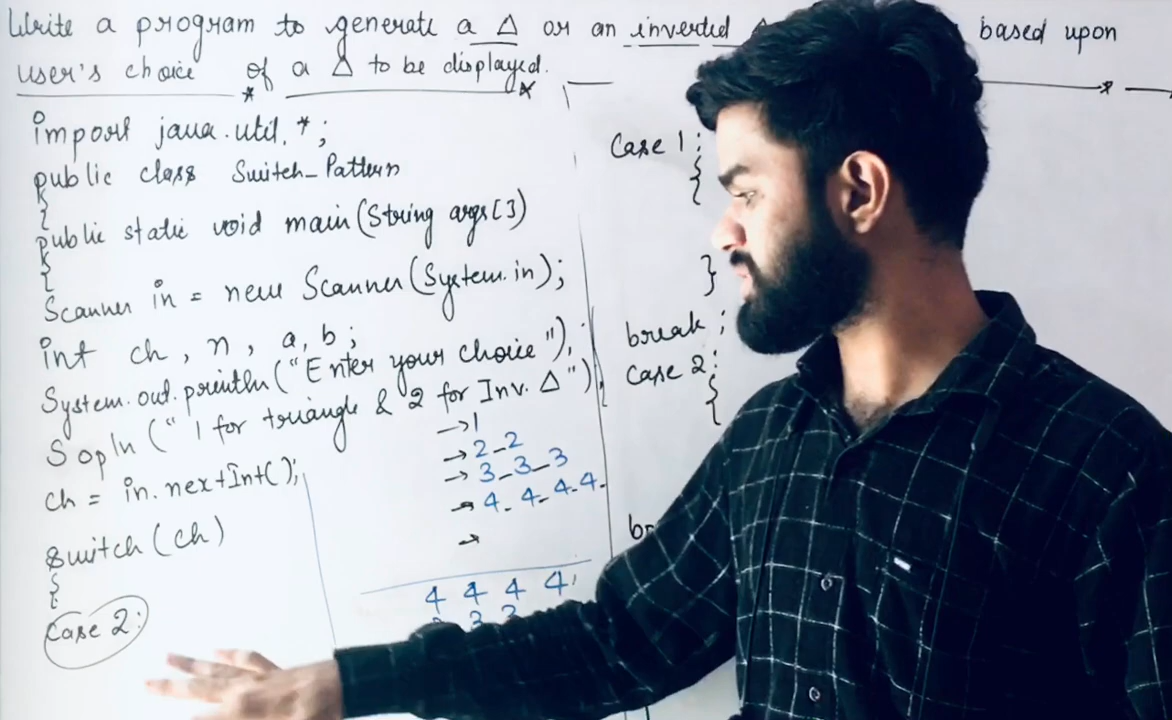 Write a program to generate a Δ or an inverted based upon
user's choice of a Δ to be displayed.
import java.util.*;
public class Switch_Pattern
{
public static void main(String args[])
{
Scanner in = new Scanner(System.in);
int ch, n, a, b;
System.out.println("Enter your choice");
Sopln ("1 for triangle & 2 for Inv. Δ");
ch = in.nextInt();
switch (ch)
{
Case 2:
→1
→2-2
→3-3-3
→4-4-4-4-
→
4 4 4 4
3 3
Case 1:
{
}
break;
Case 2:
{